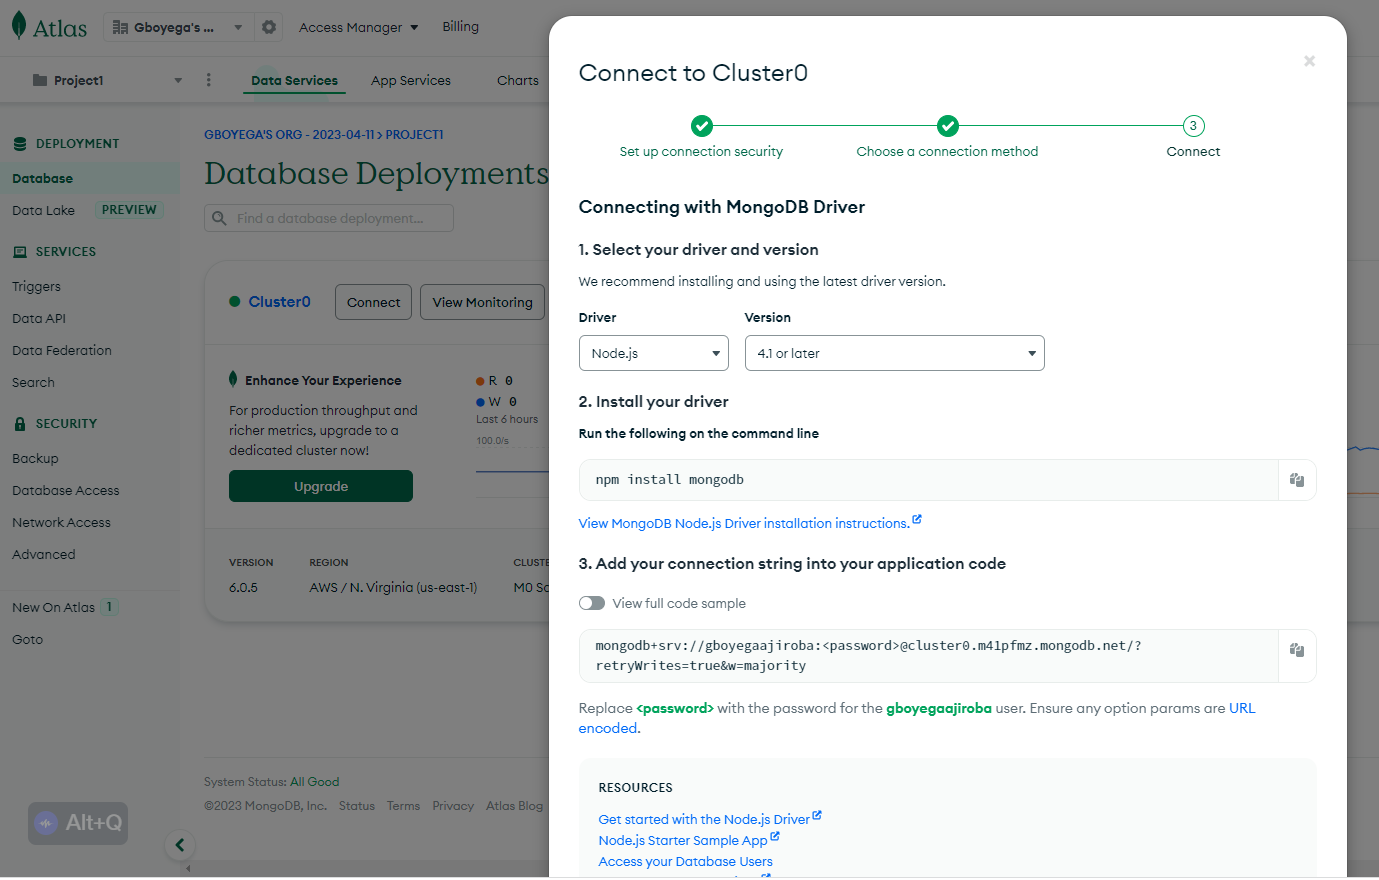 Atlas
Gboyega's ...
Access Manager
Billing
Project1
Data Services
App Services
Charts
DEPLOYMENT
Database
Data Lake
PREVIEW
SERVICES
Triggers
Data API
Data Federation
Search
SECURITY
Backup
Database Access
Network Access
Advanced
New On Atlas 1
Goto
Alt+Q
GBOYEGA'S ORG - 2023-04-11 > PROJECT1
Database Deployments
Find a database deployment...
Cluster0
Connect
View Monitoring
Enhance Your Experience
For production throughput and
richer metrics, upgrade to a
dedicated cluster now!
Upgrade
R 0
W 0
Last 6 hours
100.0/s
VERSION
REGION
6.0.5
AWS / N. Virginia (us-east-1)
CLUSTE
M0 Sa
System Status: All Good
©2023 MongoDB, Inc.
Status
Terms
Privacy
Atlas Blog
Connect to Cluster0
×
Set up connection security
Choose a connection method
3
Connect
Connecting with MongoDB Driver
1. Select your driver and version
We recommend installing and using the latest driver version.
Driver
Version
Node.js
4.1 or later
2. Install your driver
Run the following on the command line
npm install mongodb
View MongoDB Node.js Driver installation instructions.
3. Add your connection string into your application code
View full code sample
mongodb+srv://gboyegaajiroba:<password>@cluster0.m41pfmz.mongodb.net/?
retryWrites=true&w=majority
Replace <password> with the password for the gboyegaajiroba user. Ensure any option params are URL
encoded.
RESOURCES
Get started with the Node.js Driver
Node.js Starter Sample App
Access your Database Users